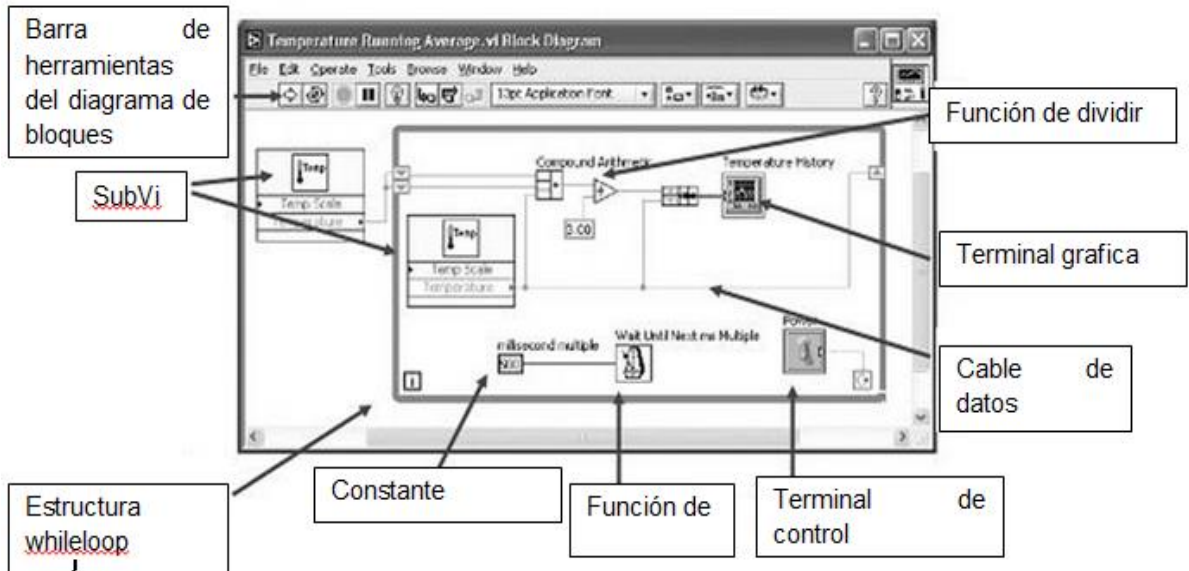 Barra de
herramientas
del diagrama de
bloques
Temperature Running Average.vi Block Diagram
File Edit Operate Tools Browse Window Help
13pt Application Font
Función de dividir
SubVi
Temp
Temp Scale
Temperature
Compound Arithmetic
Temperature History
3.00
Temp
Temp Scale
Temperature
Terminal grafica
millisecond multiple
500
Wait Until Next ms Multiple
i
Cable de
datos
Estructura
whileloop
Constante
Función de
Terminal de
control